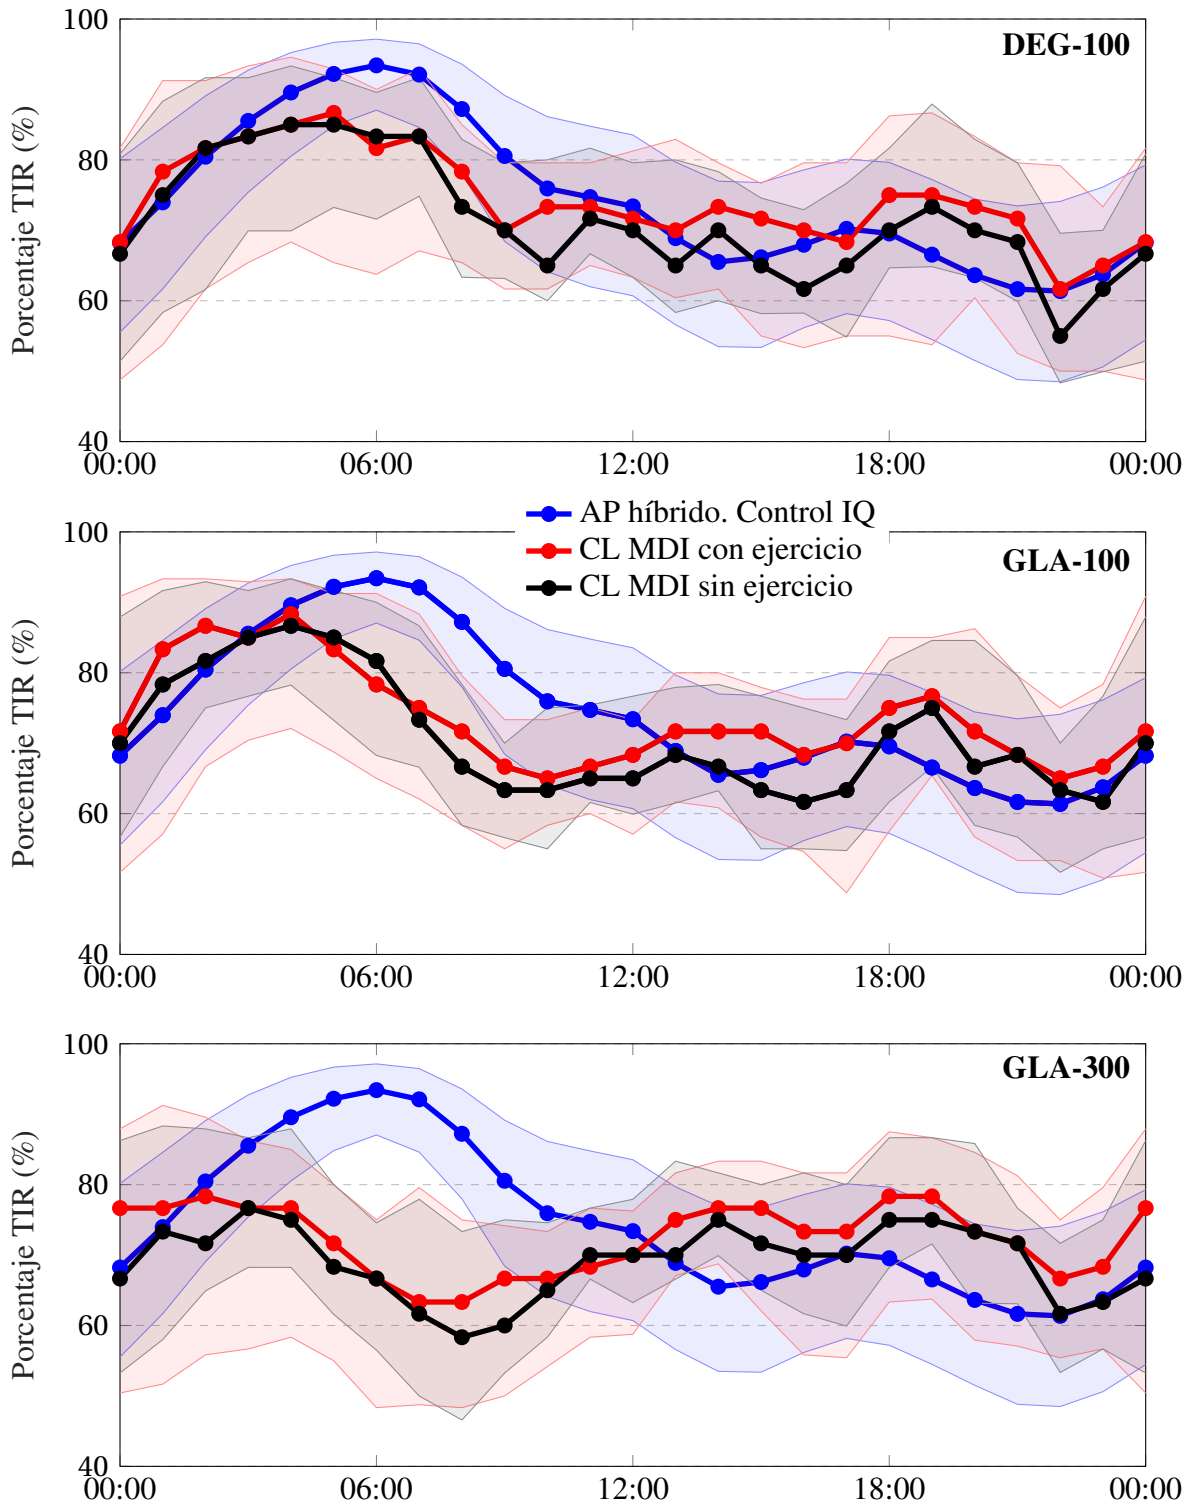 100
80
60
40
Porcentaje TIR (%)
DEG-100
00:00 06:00 12:00 18:00 00:00
AP híbrido. Control IQ
CL MDI con ejercicio
CL MDI sin ejercicio
100
80
60
40
Porcentaje TIR (%)
GLA-100
00:00 06:00 12:00 18:00 00:00
100
80
60
40
Porcentaje TIR (%)
GLA-300
00:00 06:00 12:00 18:00 00:00